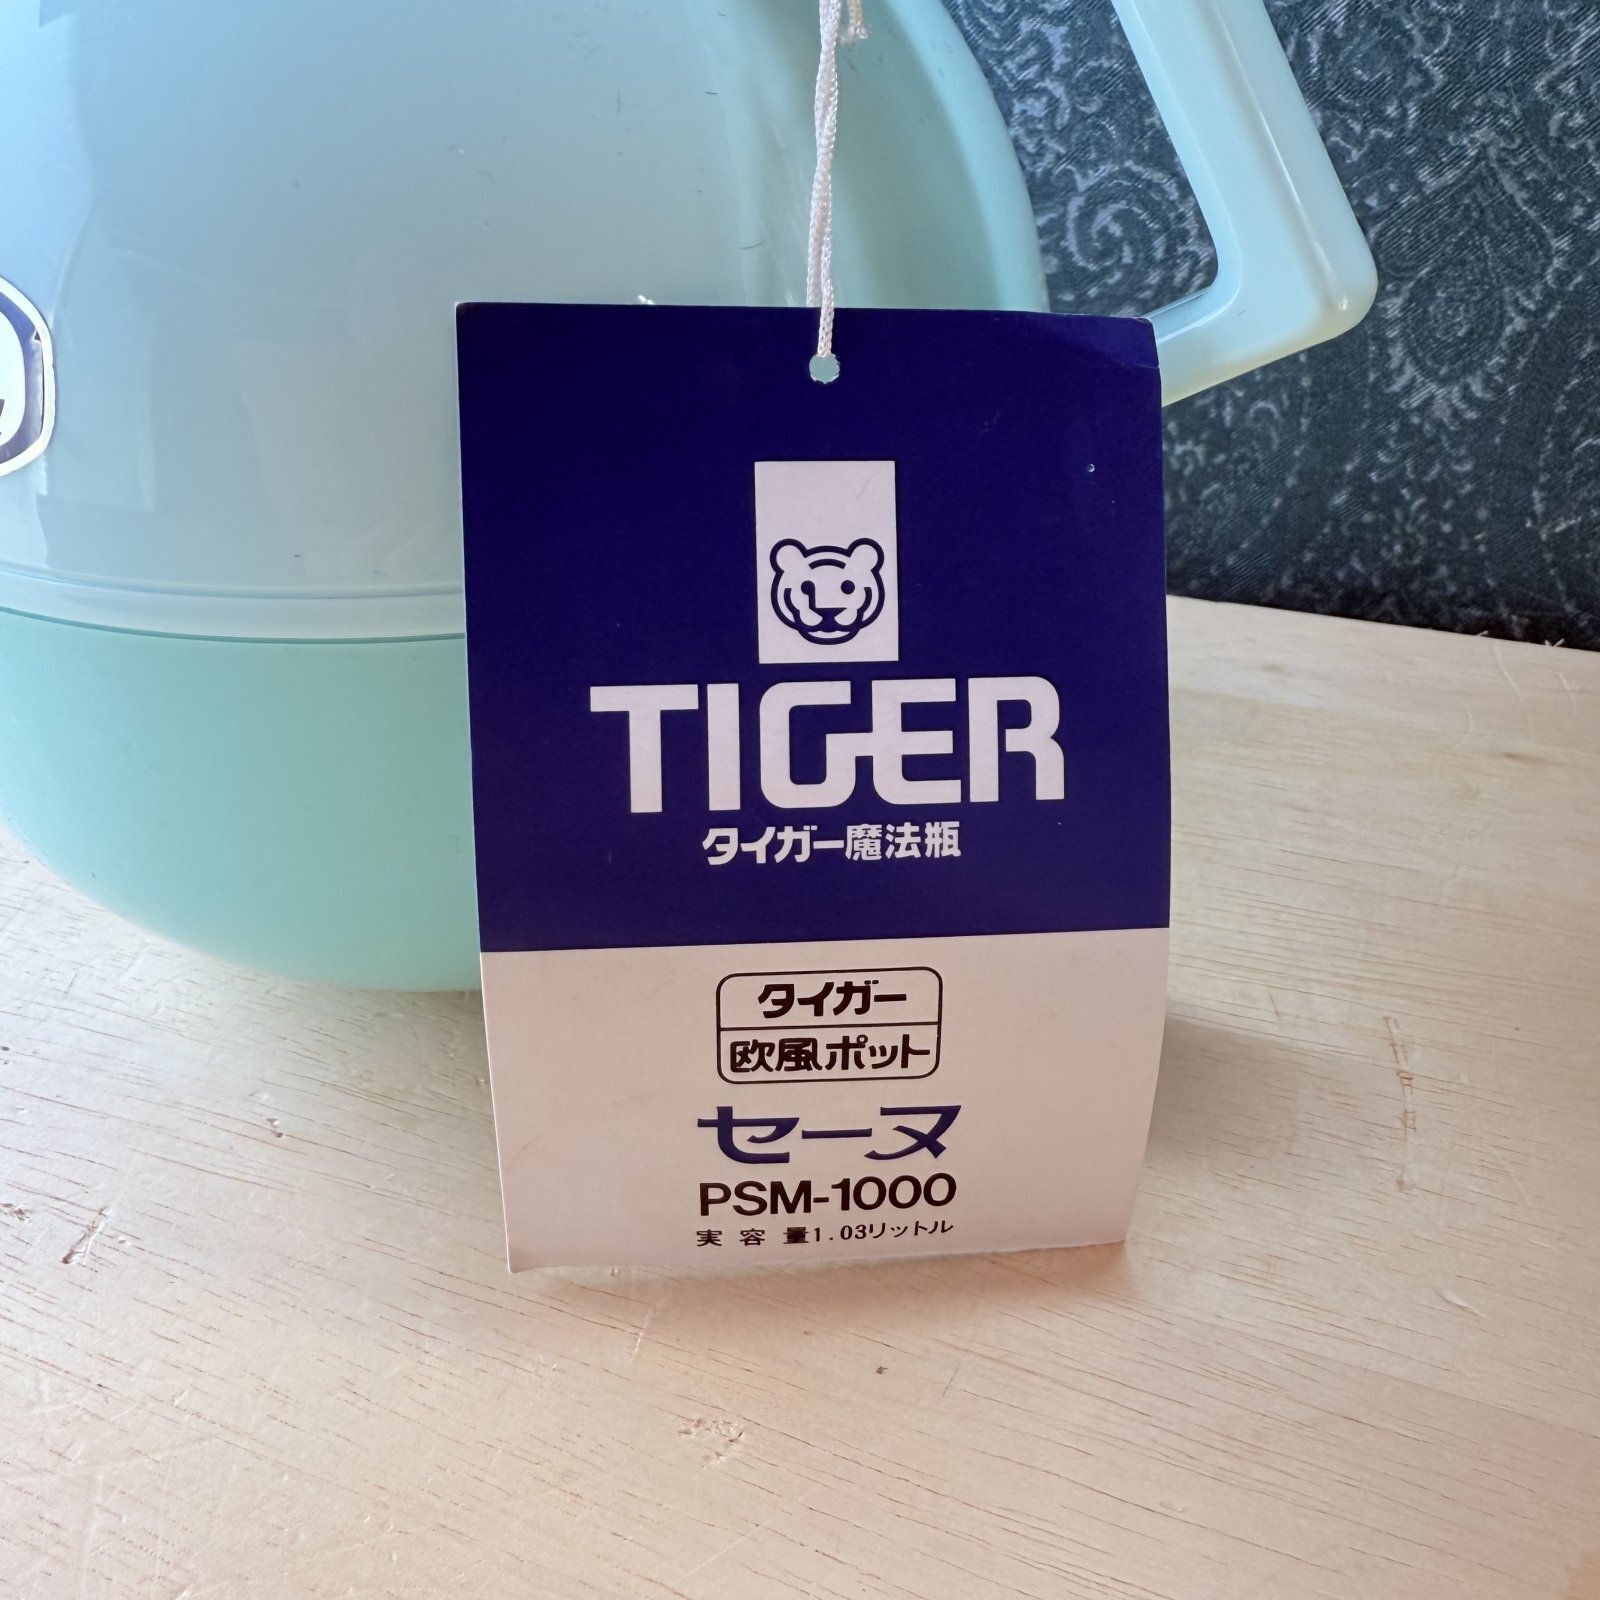 TIGER
タイガー魔法瓶
タイガー
欧風ポット
セーヌ
PSM-1000
実容量1.03リットル